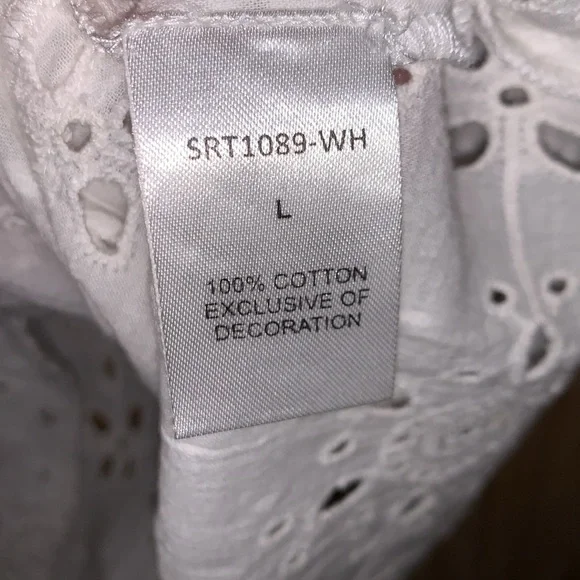 SRT1089-WH
L
100% COTTON
EXCLUSIVE OF
DECORATION